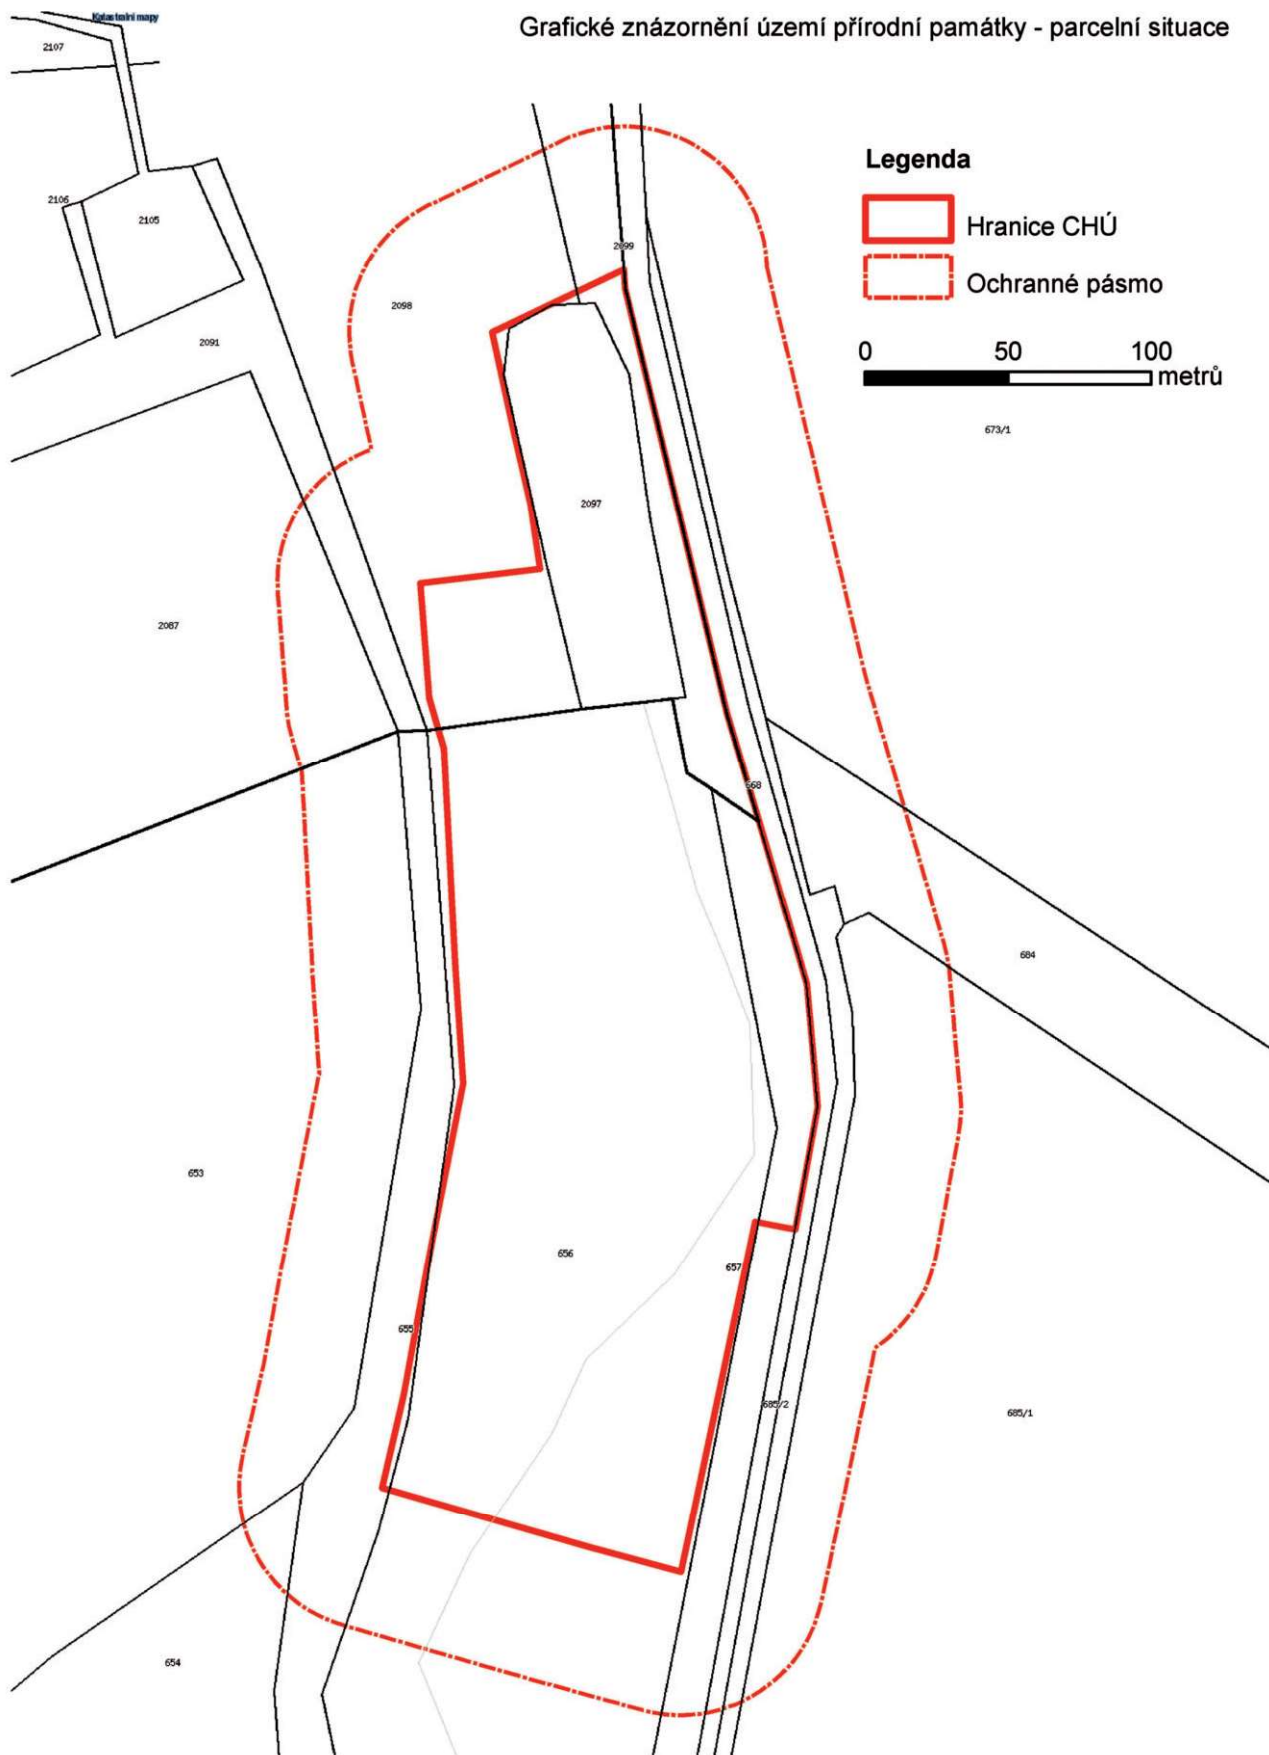 Katastralni mapy
Grafické znázornění území přírodní památky - parcelní situace
2107
Legenda
2106
2105
Hranice CHÚ
2099
Ochranné pásmo
2098
2091
0 50 100
metrů
673/1
2097
2087
668
684
653
656
657
655
685/2
685/1
654